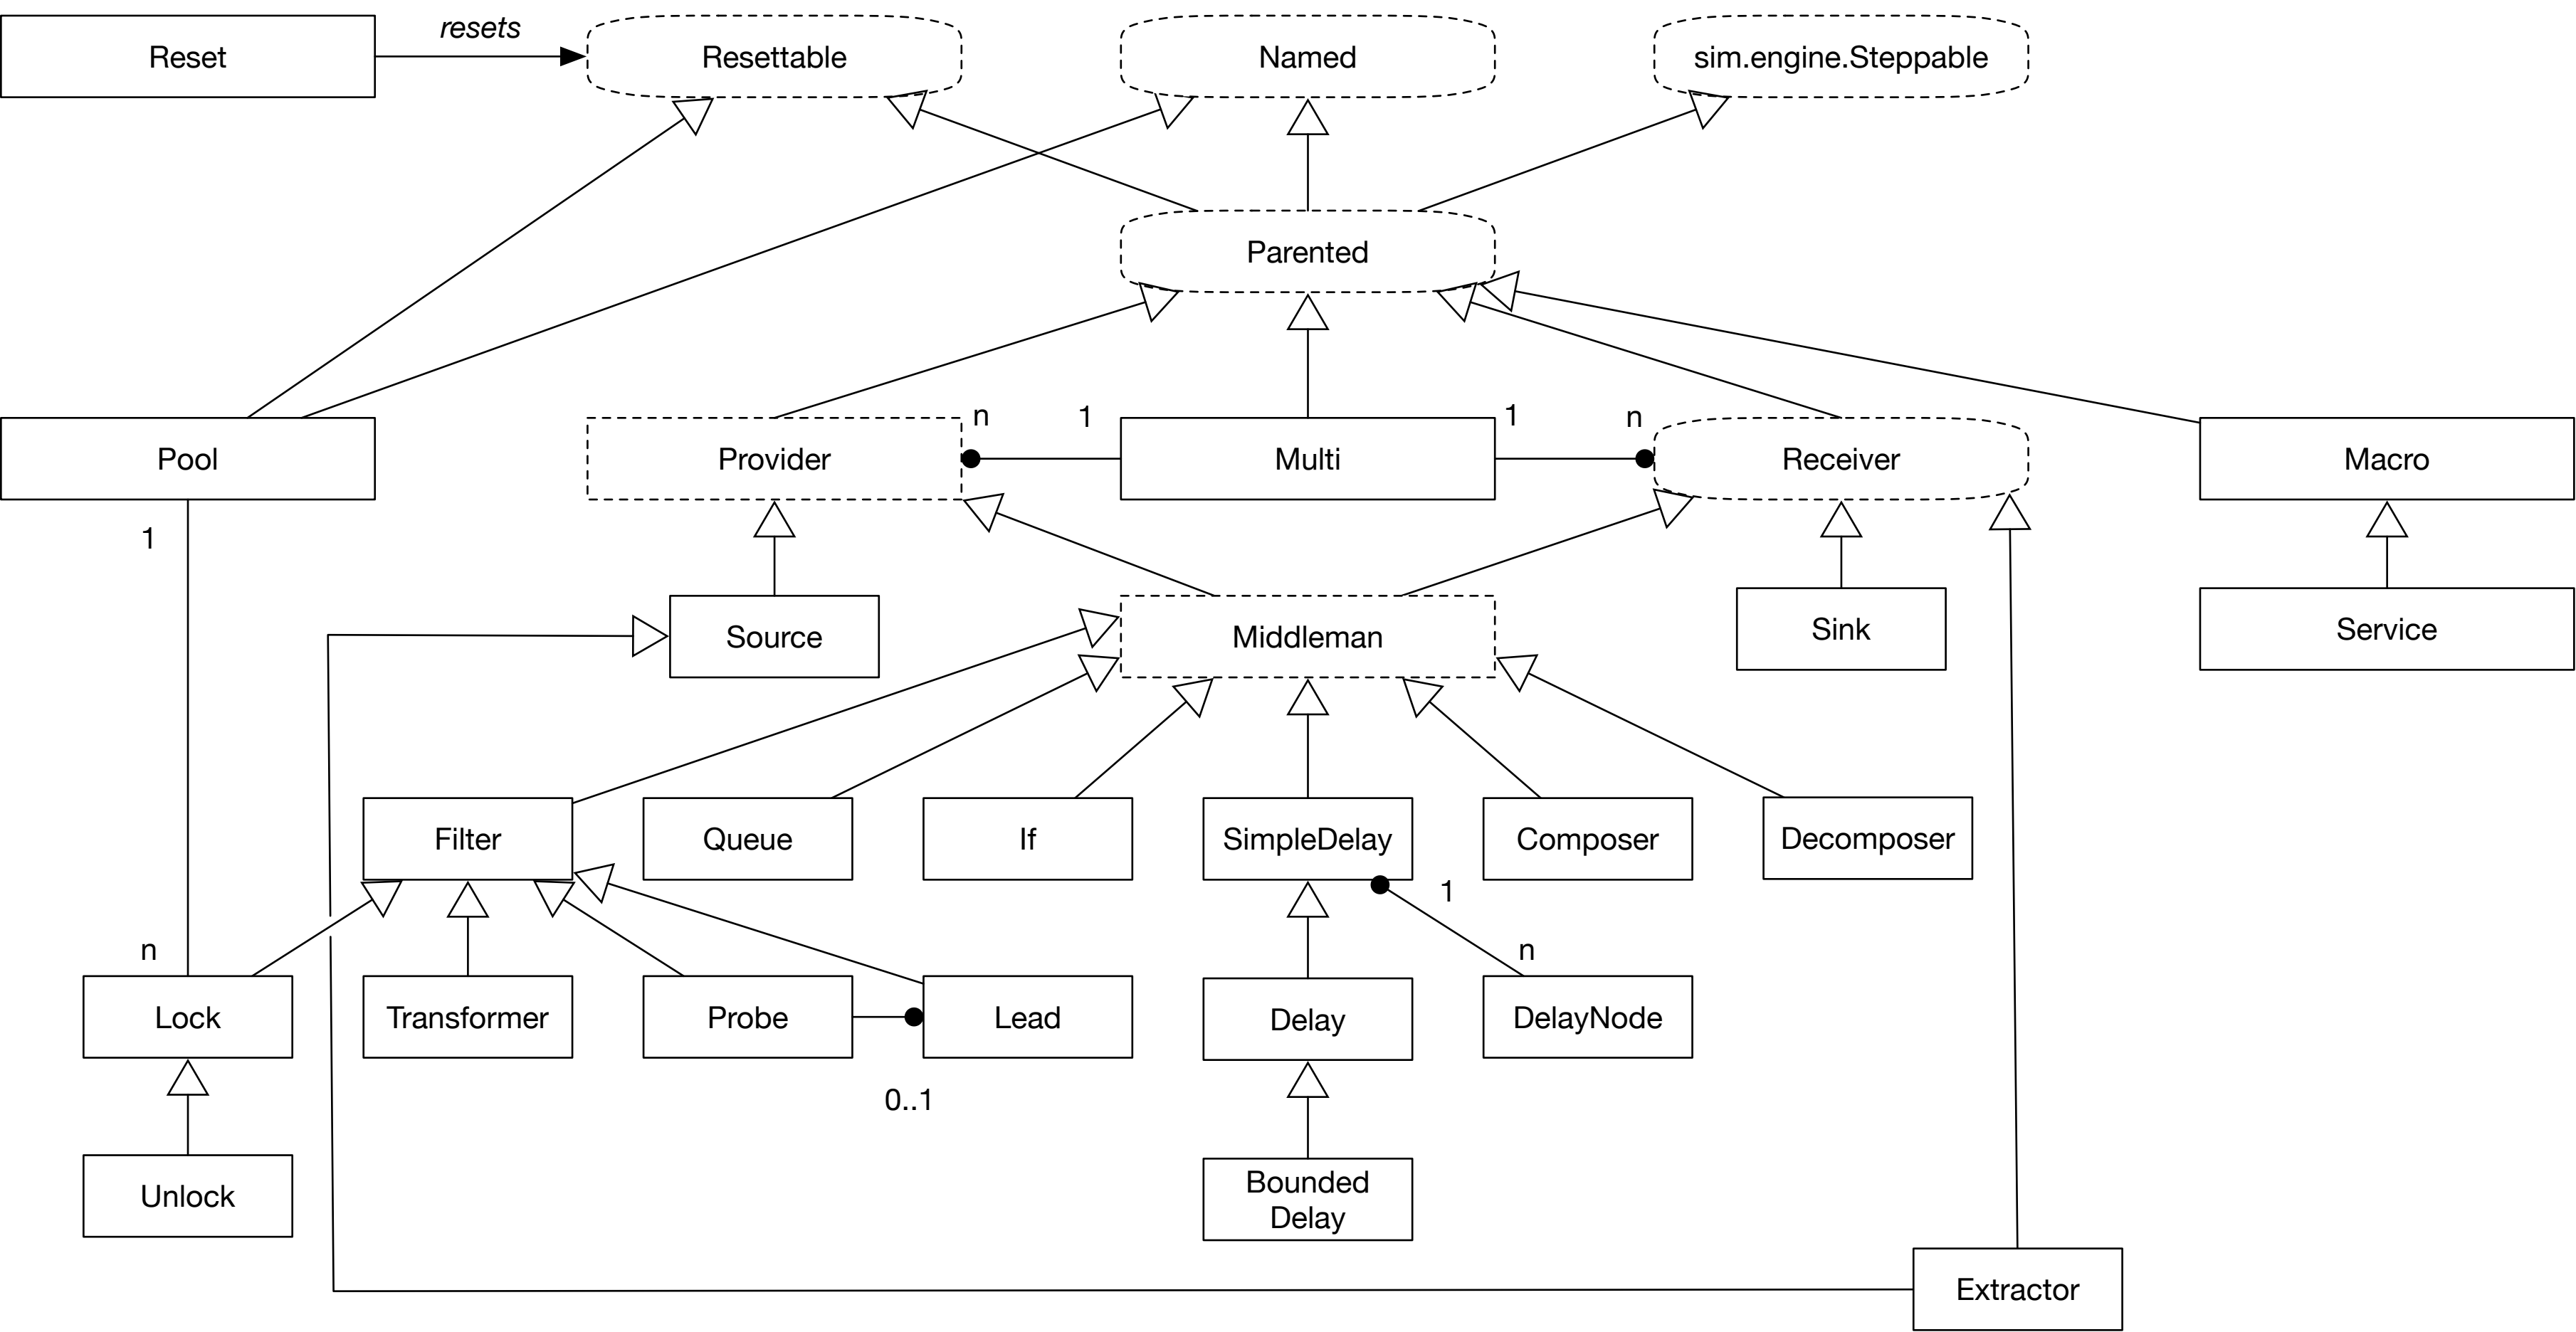 resets
Reset
Resettable
Named
sim.engine.Steppable
Parented
n
1
1
n
Pool
Provider
Multi
Receiver
Macro
1
Source
Middleman
Sink
Service
Filter
Queue
If
SimpleDelay
Composer
Decomposer
1
n
n
Lock
Transformer
Probe
Lead
Delay
DelayNode
0..1
Unlock
Bounded
Delay
Extractor